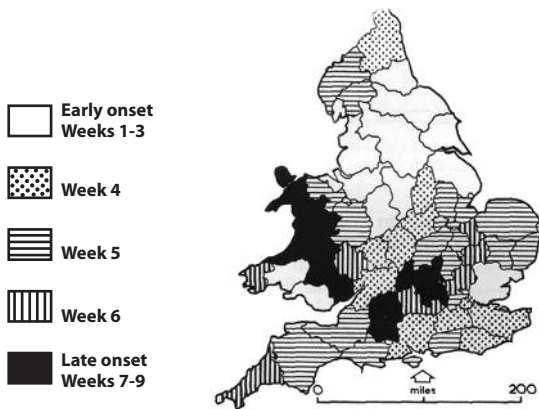 Early onset
Weeks 1-3
Week 4
Week 5
Week 6
Late onset
Weeks 7-9
0
miles
200